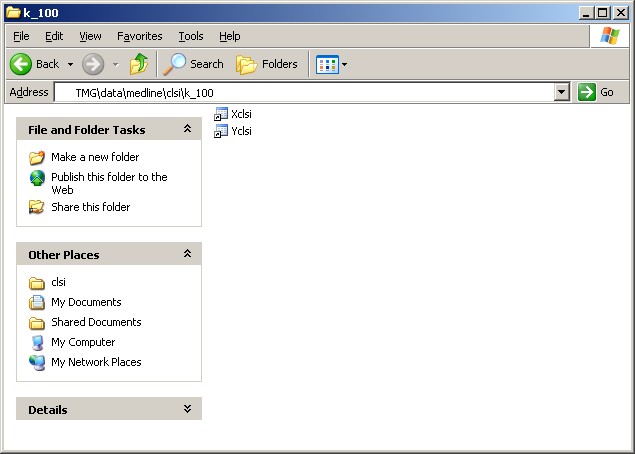 k_100
File Edit View Favorites Tools Help
Back Search Folders
Address TMG\data\medline\clsi\k_100 Go
File and Folder Tasks
Make a new folder
Publish this folder to the
Web
Share this folder
Other Places
clsi
My Documents
Shared Documents
My Computer
My Network Places
Details
Xclsi
Yclsi